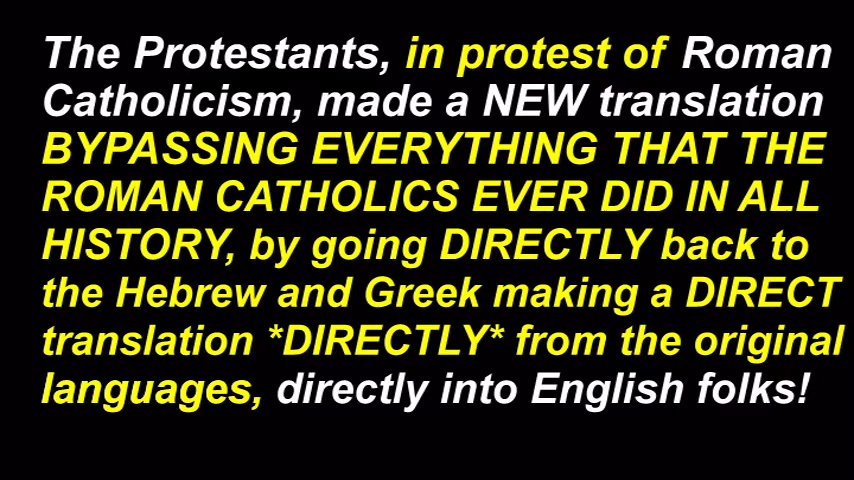 The Protestants, in protest of Roman
Catholicism, made a NEW translation
BYPASSING EVERYTHING THAT THE
ROMAN CATHOLICS EVER DID IN ALL
HISTORY, by going DIRECTLY back to
the Hebrew and Greek making a DIRECT
translation *DIRECTLY* from the original
languages, directly into English folks!